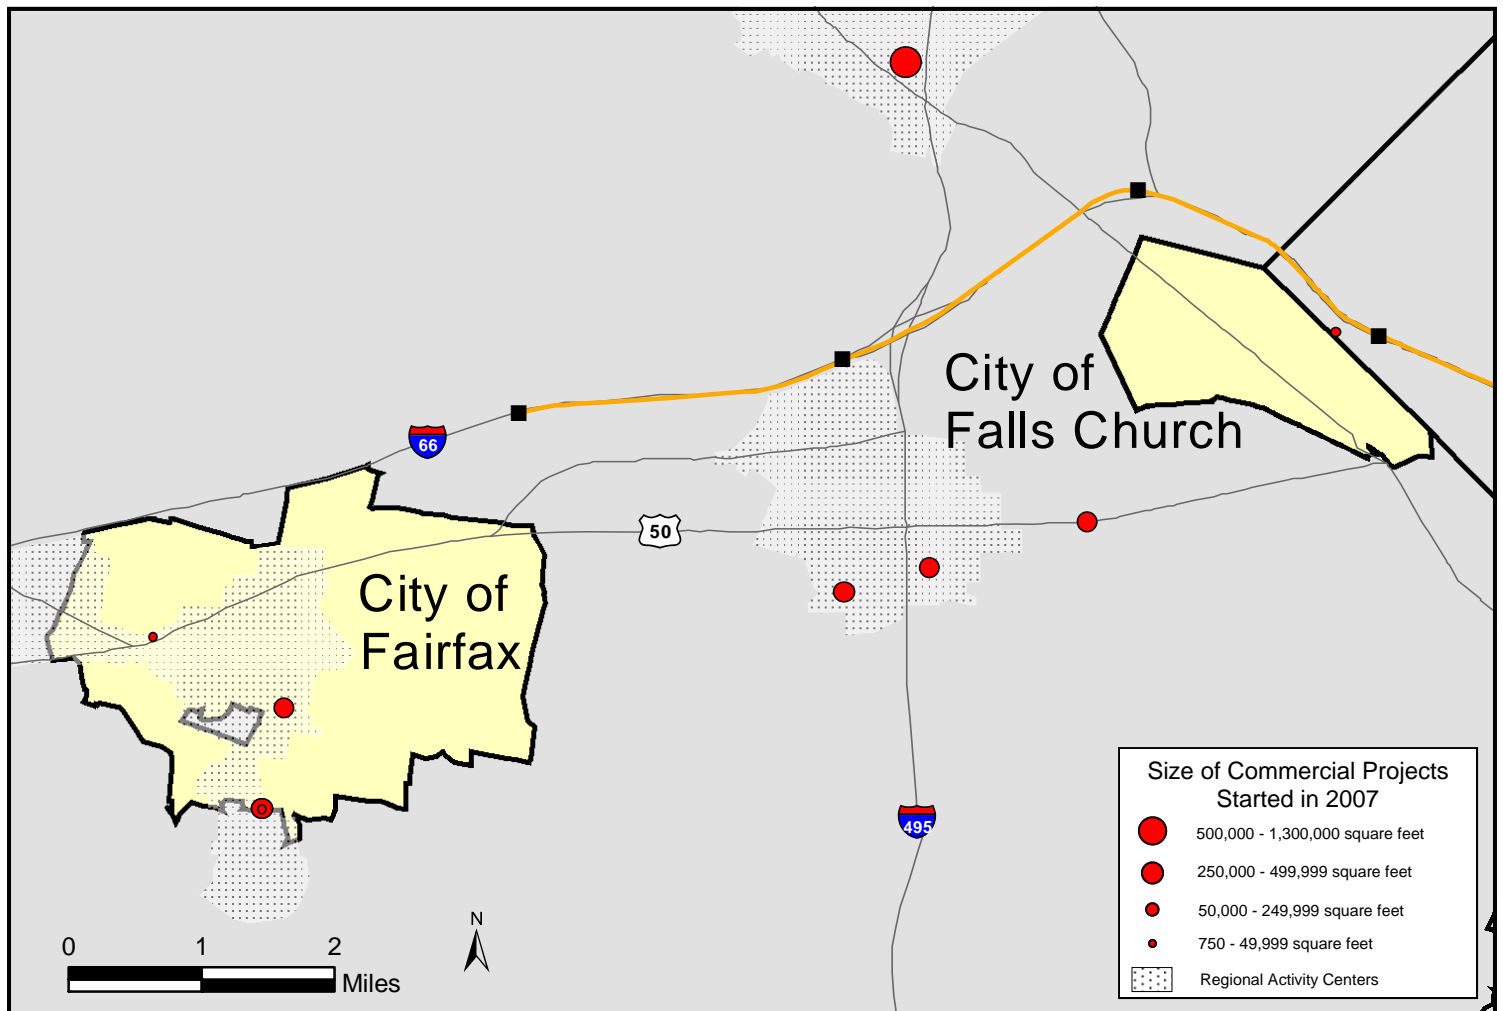 City of
Falls Church
66
50
City of
Fairfax
495
Size of Commercial Projects
Started in 2007
500,000 - 1,300,000 square feet
250,000 - 499,999 square feet
50,000 - 249,999 square feet
750 - 49,999 square feet
Regional Activity Centers
N
0 1 2
Miles